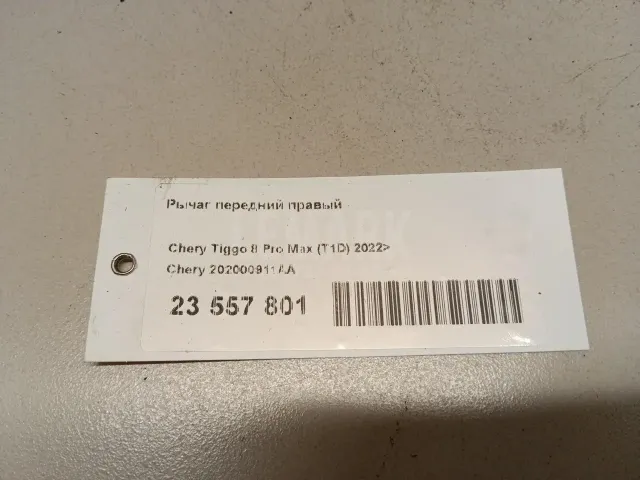 Рычаг передний правый
Chery Tiggo 8 Pro Max (T1D) 2022>
Chery 202000911AA
23 557 801